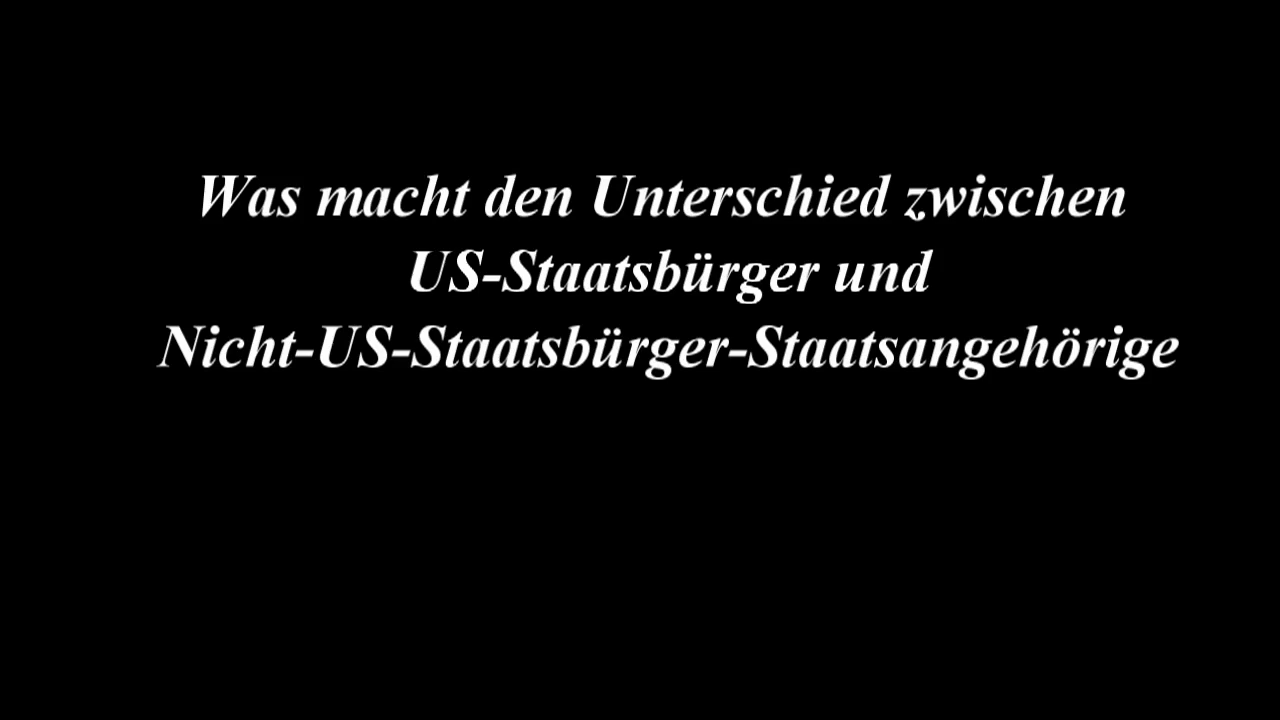 Was macht den Unterschied zwischen
US-Staatsbürger und
Nicht-US-Staatsbürger-Staatsangehörige